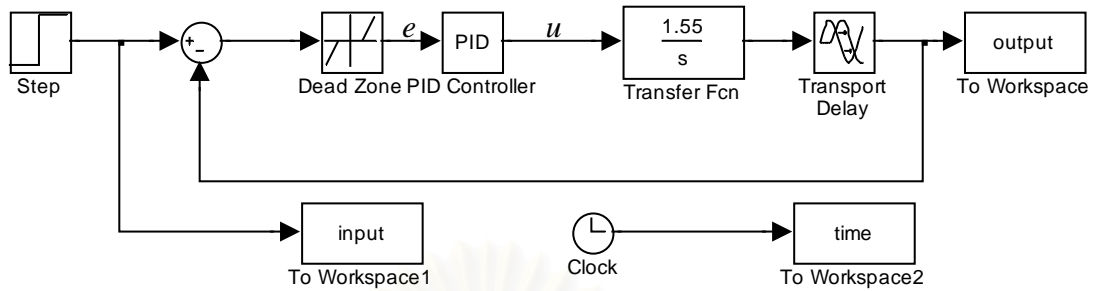 +
−
e
PID
u
1.55
s
output
Step
Dead Zone PID Controller
Transfer Fcn
Transport
Delay
To Workspace
input
time
To Workspace1
Clock
To Workspace2